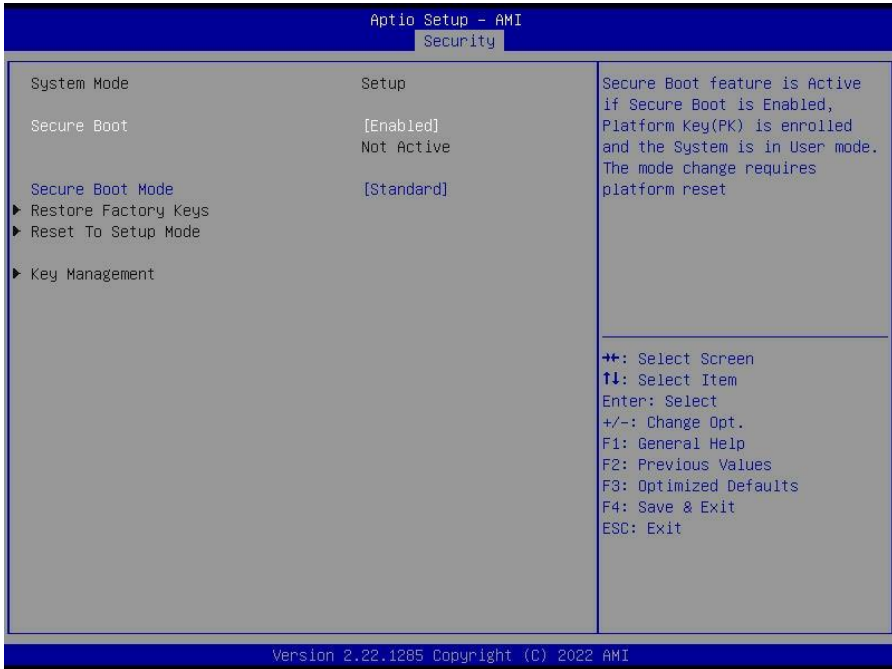 Aptio Setup – AMI
Security
System Mode Setup
Secure Boot [Enabled]
Not Active
Secure Boot Mode [Standard]
▶ Restore Factory Keys
▶ Reset To Setup Mode
▶ Key Management
Secure Boot feature is Active
if Secure Boot is Enabled,
Platform Key(PK) is enrolled
and the System is in User mode.
The mode change requires
platform reset
→←: Select Screen
↑↓: Select Item
Enter: Select
+/-: Change Opt.
F1: General Help
F2: Previous Values
F3: Optimized Defaults
F4: Save & Exit
ESC: Exit
Version 2.22.1285 Copyright (C) 2022 AMI